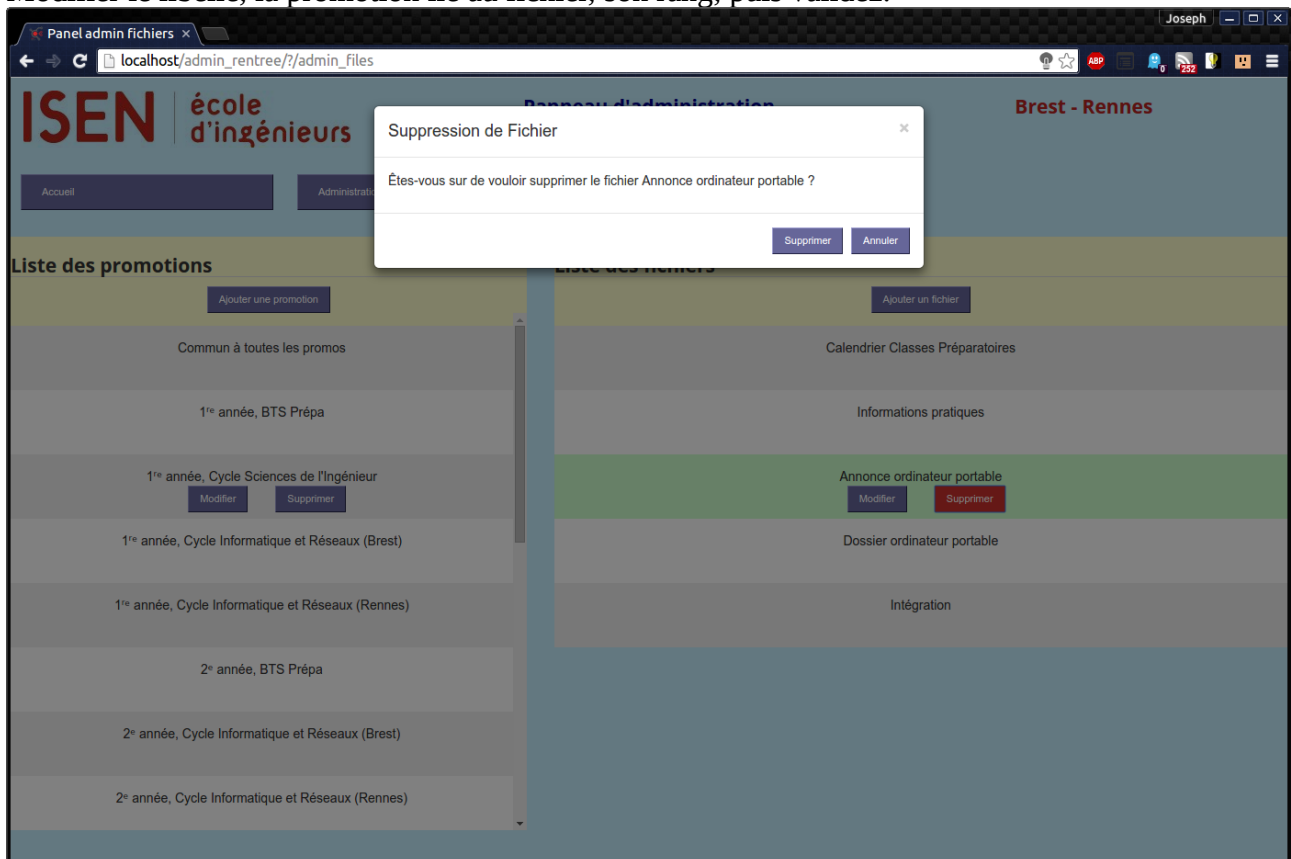 Modifier le libellé, la promotion lié au fichier, son rang, puis validez.
Joseph
Panel admin fichiers ×
localhost/admin_rentree/?/admin_files
ABP
0
252
ISEN école d'ingénieurs
Panneau d'administration
Brest - Rennes
Suppression de Fichier ×
Êtes-vous sur de vouloir supprimer le fichier Annonce ordinateur portable ?
Supprimer Annuler
Accueil
Administratio
Liste des promotions
Ajouter une promotion
Commun à toutes les promos
1re année, BTS Prépa
1re année, Cycle Sciences de l'Ingénieur
Modifier Supprimer
1re année, Cycle Informatique et Réseaux (Brest)
1re année, Cycle Informatique et Réseaux (Rennes)
2e année, BTS Prépa
2e année, Cycle Informatique et Réseaux (Brest)
2e année, Cycle Informatique et Réseaux (Rennes)
Liste des fichiers
Ajouter un fichier
Calendrier Classes Préparatoires
Informations pratiques
Annonce ordinateur portable
Modifier Supprimer
Dossier ordinateur portable
Intégration